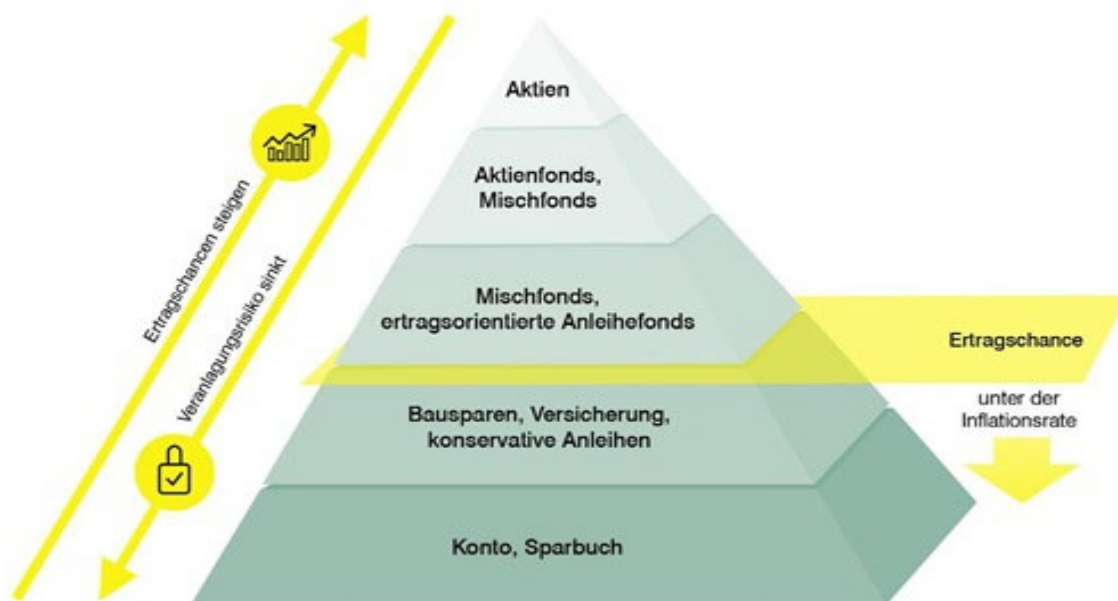 Aktien
Aktienfonds,
Mischfonds
Mischfonds,
ertragsorientierte Anleihefonds
Bausparen, Versicherung,
konservative Anleihen
Konto, Sparbuch
Ertragschancen steigen
Veranlagungsrisiko sinkt
Ertragschance
unter der
Inflationsrate